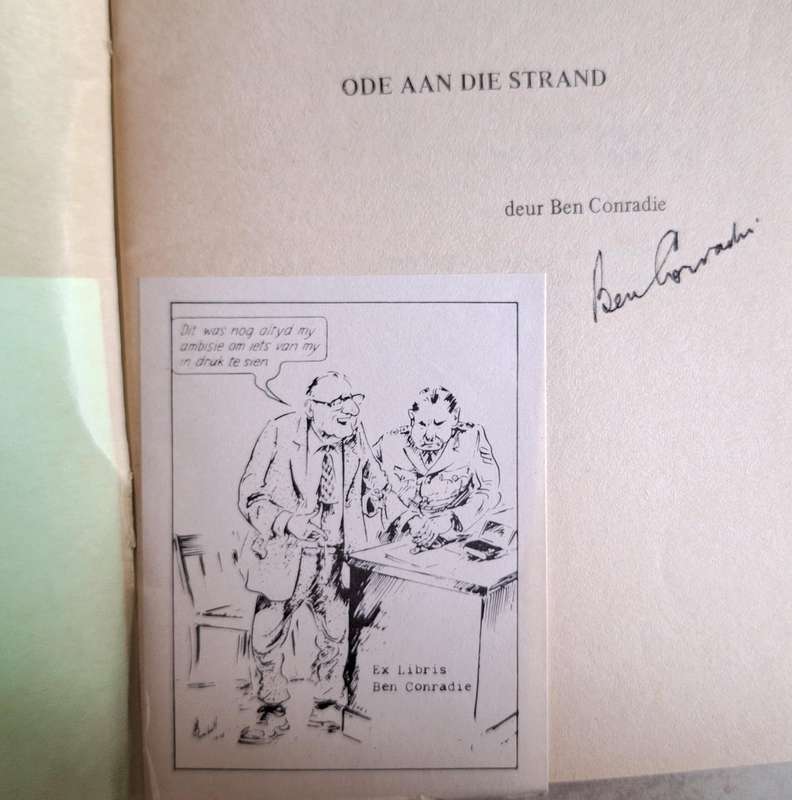 ODE AAN DIE STRAND
deur Ben Conradie
Ben Conradie
Dit was nog altyd my
ambisie om iets van my
in druk te sien
Ex Libris
Ben Conradie